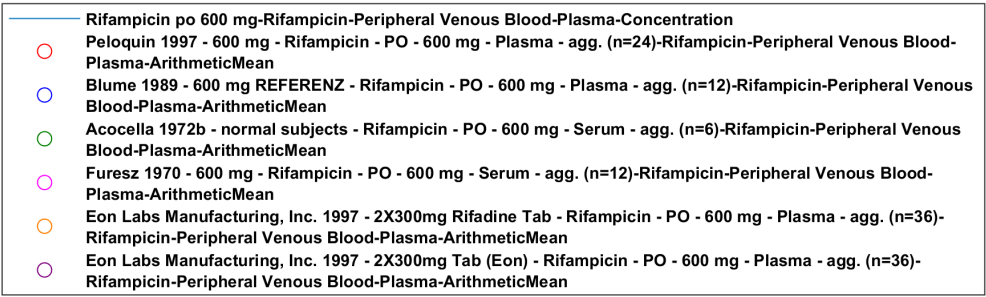 Rifampicin po 600 mg-Rifampicin-Peripheral Venous Blood-Plasma-Concentration
Peloquin 1997 - 600 mg - Rifampicin - PO - 600 mg - Plasma - agg. (n=24)-Rifampicin-Peripheral Venous Blood-
Plasma-ArithmeticMean
Blume 1989 - 600 mg REFERENZ - Rifampicin - PO - 600 mg - Plasma - agg. (n=12)-Rifampicin-Peripheral Venous
Blood-Plasma-ArithmeticMean
Acocella 1972b - normal subjects - Rifampicin - PO - 600 mg - Serum - agg. (n=6)-Rifampicin-Peripheral Venous
Blood-Plasma-ArithmeticMean
Furesz 1970 - 600 mg - Rifampicin - PO - 600 mg - Serum - agg. (n=12)-Rifampicin-Peripheral Venous Blood-
Plasma-ArithmeticMean
Eon Labs Manufacturing, Inc. 1997 - 2X300mg Rifadine Tab - Rifampicin - PO - 600 mg - Plasma - agg. (n=36)-
Rifampicin-Peripheral Venous Blood-Plasma-ArithmeticMean
Eon Labs Manufacturing, Inc. 1997 - 2X300mg Tab (Eon) - Rifampicin - PO - 600 mg - Plasma - agg. (n=36)-
Rifampicin-Peripheral Venous Blood-Plasma-ArithmeticMean